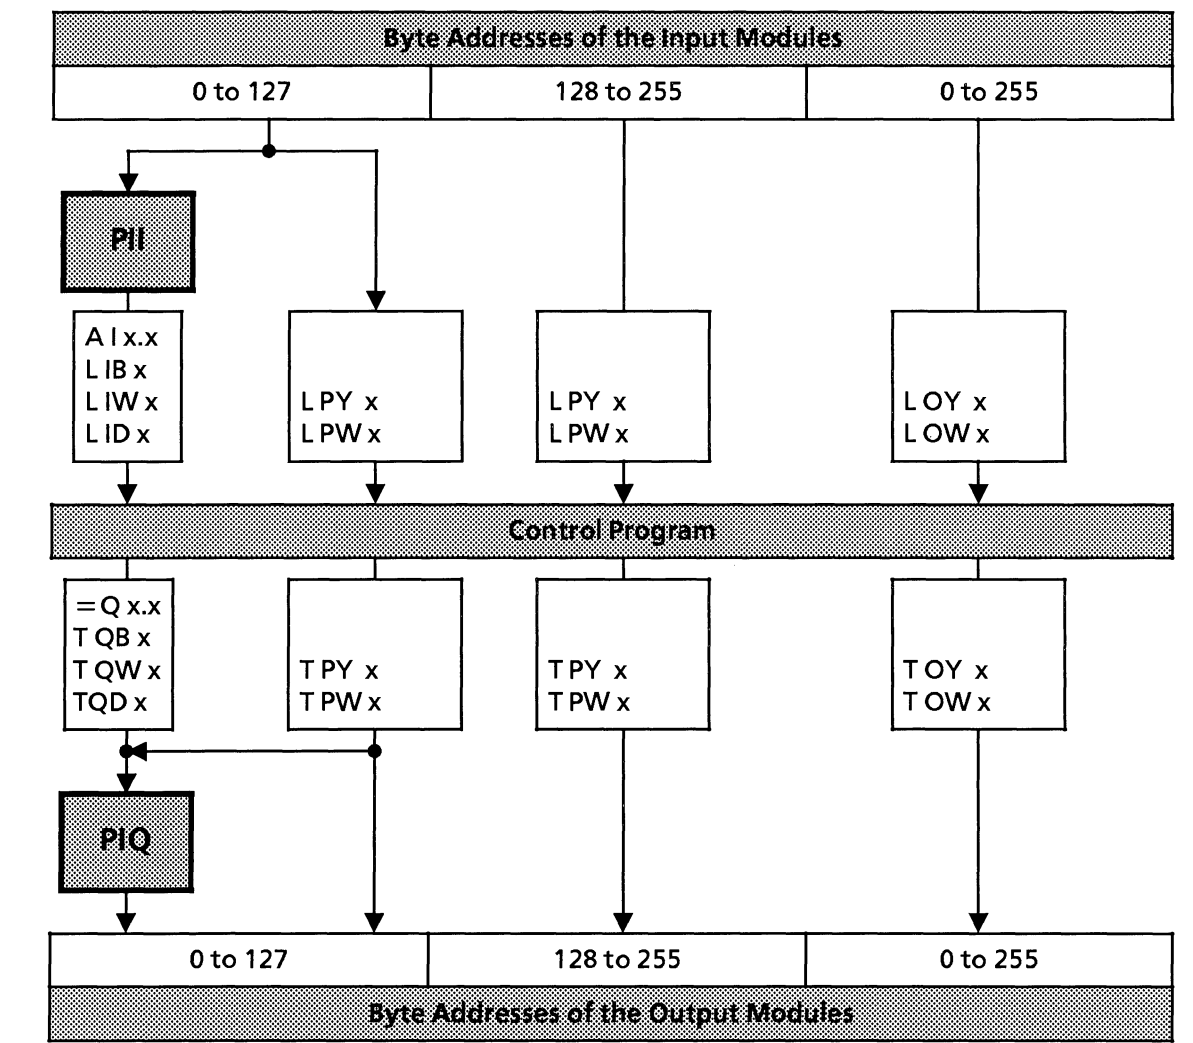 Byte Addresses of the Input Modules
0 to 127
128 to 255
0 to 255
PII
A I x.x
L IB x
L IW x
L ID x
L PY x
L PW x
L PY x
L PW x
L OY x
L OW x
Control Program
= Q x.x
T QB x
T QW x
TQD x
T PY x
T PW x
T PY x
T PW x
T OY x
T OW x
PIQ
0 to 127
128 to 255
0 to 255
Byte Addresses of the Output Modules